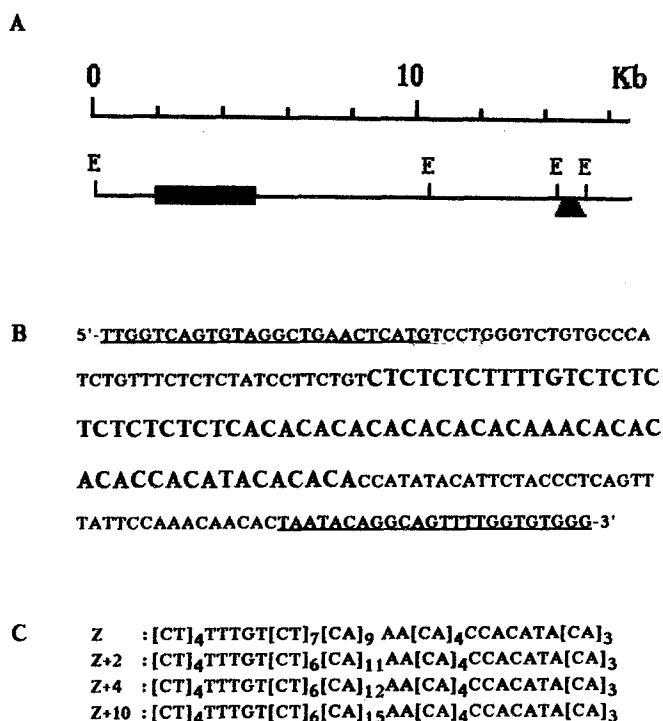 A
0 10 Kb
E E E E
B 5'-TTGGTCAGTGTAGGCTGAACTCATGTCCTGGGTCTGTGCCCA
TCTGTTTCTCTCTATCCTTCTGTCTCTCTCTTTTGTCTCTC
TCTCTCTCTCACACACACACACACACAAACACAC
ACACCACATACACACACCATATACATTCTACCCTCAGTT
TATTCCAAACAACACTAATACAGGCAGTTTTGGTGTGGG-3'
C Z :[CT]4TTTGT[CT]7[CA]9 AA[CA]4CCACATA[CA]3
Z+2 :[CT]4TTTGT[CT]6[CA]11AA[CA]4CCACATA[CA]3
Z+4 :[CT]4TTTGT[CT]6[CA]12AA[CA]4CCACATA[CA]3
Z+10 :[CT]4TTTGT[CT]6[CA]15AA[CA]4CCACATA[CA]3